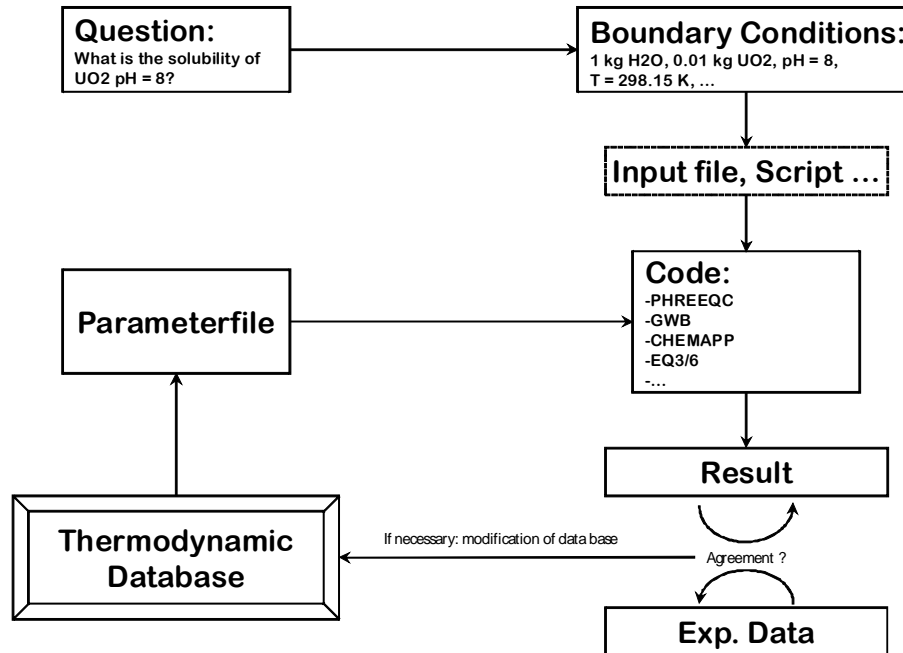 Question:
What is the solubility of
UO2 pH = 8?
Boundary Conditions:
1 kg H2O, 0.01 kg UO2, pH = 8,
T = 298.15 K, ...
Input file, Script ...
Code:
-PHREEQC
-GWB
-CHEMAPP
-EQ3/6
-...
Parameterfile
Result
Thermodynamic
Database
If necessary: modification of data base
Agreement ?
Exp. Data